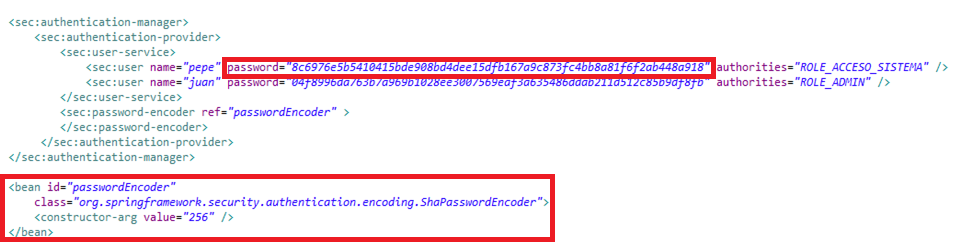 <sec:authentication-manager>
<sec:authentication-provider>
<sec:user-service>
<sec:user name="pepe" password="8c6976e5b5410415bde908bd4dee15dfb167a9c873fc4bb8a81f6f2ab448a918" authorities="ROLE_ACCESO_SISTEMA" />
<sec:user name="juan" password="04f8996da763b7a969b1028ee3007569eaf3a635486ddab211d512c85b9df8fb" authorities="ROLE_ADMIN" />
</sec:user-service>
<sec:password-encoder ref="passwordEncoder" >
</sec:password-encoder>
</sec:authentication-provider>
</sec:authentication-manager>
<bean id="passwordEncoder"
class="org.springframework.security.authentication.encoding.ShaPasswordEncoder">
<constructor-arg value="256" />
</bean>